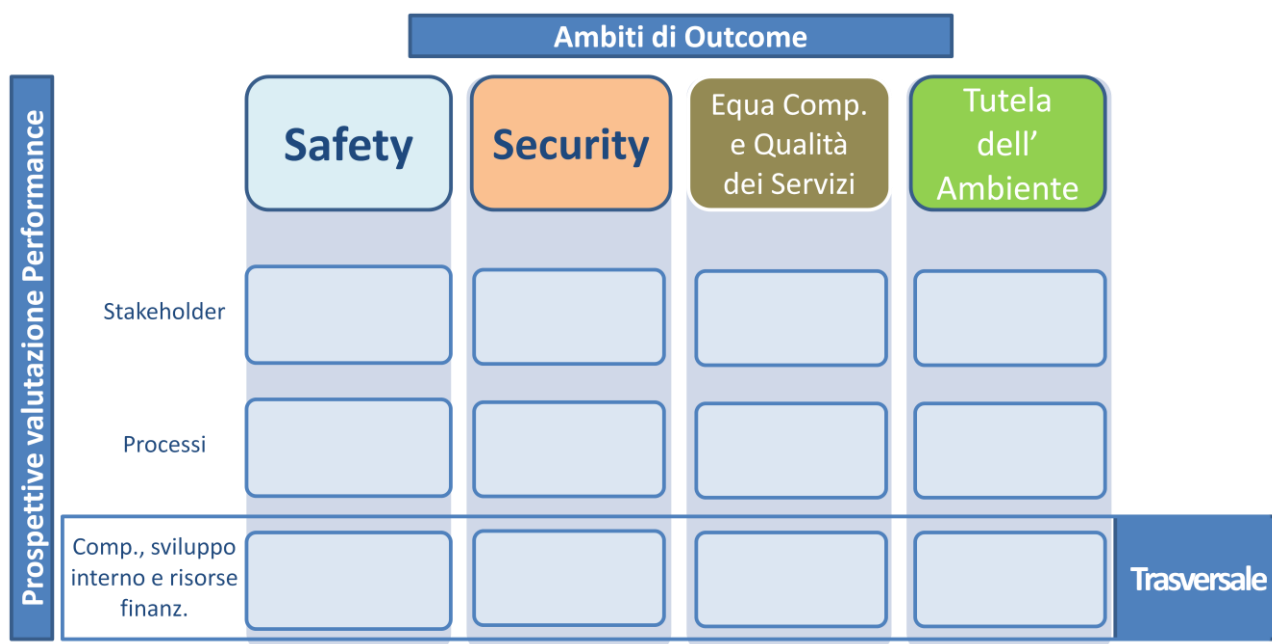 Ambiti di Outcome
Prospettive valutazione Performance
Safety
Security
Equa Comp.
e Qualità
dei Servizi
Tutela
dell’
Ambiente
Stakeholder
Processi
Comp., sviluppo
interno e risorse
finanz.
Trasversale